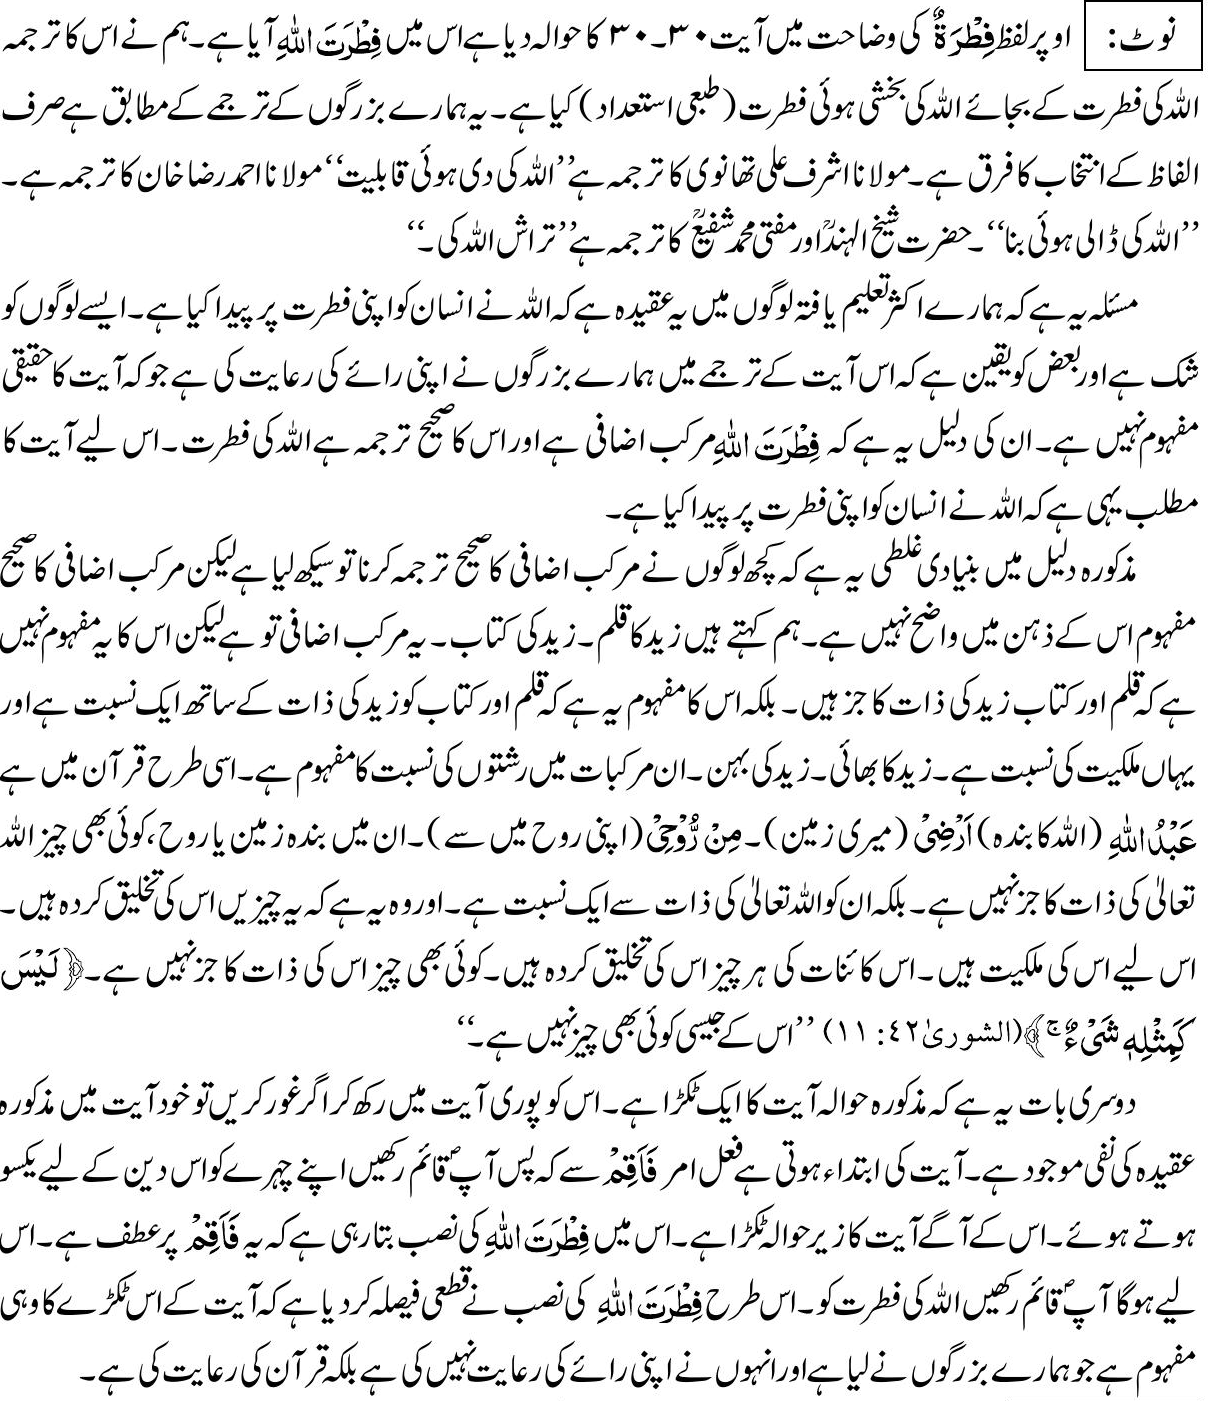 نوٹ: اوپر لفظ فِطْرَةٌ کی وضاحت میں آیت ۳۰۔۳۰ کا حوالہ دیا ہے اس میں فِطْرَتَ اللّٰهِ آیا ہے۔ ہم نے اس کا ترجمہ
اللہ کی فطرت کے بجائے اللہ کی بخشی ہوئی فطرت (طبعی استعداد) کیا ہے۔ یہ ہمارے بزرگوں کے ترجمے کے مطابق ہے صرف
الفاظ کے انتخاب کا فرق ہے۔ مولانا اشرف علی تھانوی کا ترجمہ ہے ’’اللہ کی دی ہوئی قابلیت‘‘ مولانا احمد رضا خان کا ترجمہ ہے۔
’’اللہ کی ڈالی ہوئی بنا‘‘۔ حضرت شیخ الہندؒ اور مفتی محمد شفیعؒ کا ترجمہ ہے ’’تراش اللہ کی۔‘‘
مسئلہ یہ ہے کہ ہمارے اکثر تعلیم یافتہ لوگوں میں یہ عقیدہ ہے کہ اللہ نے انسان کو اپنی فطرت پر پیدا کیا ہے۔ ایسے لوگوں کو
شک ہے اور بعض کو یقین ہے کہ اس آیت کے ترجمے میں ہمارے بزرگوں نے اپنی رائے کی رعایت کی ہے جو کہ آیت کا حقیقی
مفہوم نہیں ہے۔ ان کی دلیل یہ ہے کہ فِطْرَتَ اللّٰهِ مرکب اضافی ہے اور اس کا صحیح ترجمہ ہے اللہ کی فطرت۔ اس لیے آیت کا
مطلب یہی ہے کہ اللہ نے انسان کو اپنی فطرت پر پیدا کیا ہے۔
مذکورہ دلیل میں بنیادی غلطی یہ ہے کہ کچھ لوگوں نے مرکب اضافی کا صحیح ترجمہ کرنا تو سیکھ لیا ہے لیکن مرکب اضافی کا صحیح
مفہوم اس کے ذہن میں واضح نہیں ہے۔ ہم کہتے ہیں زید کا قلم۔ زید کی کتاب۔ یہ مرکب اضافی تو ہے لیکن اس کا یہ مفہوم نہیں
ہے کہ قلم اور کتاب زید کی ذات کا جز ہیں۔ بلکہ اس کا مفہوم یہ ہے کہ قلم اور کتاب کو زید کی ذات کے ساتھ ایک نسبت ہے اور
یہاں ملکیت کی نسبت ہے۔ زید کا بھائی۔ زید کی بہن۔ ان مرکبات میں رشتوں کی نسبت کا مفہوم ہے۔ اسی طرح قرآن میں ہے
عَبْدُ اللّٰهِ (اللہ کا بندہ) اَرْضِیْ (میری زمین)۔ مِنْ رُّوْحِیْ (اپنی روح میں سے)۔ ان میں بندہ زمین یا روح، کوئی بھی چیز اللہ
تعالیٰ کی ذات کا جز نہیں ہے۔ بلکہ ان کو اللہ تعالیٰ کی ذات سے ایک نسبت ہے۔ اور وہ یہ ہے کہ یہ چیزیں اس کی تخلیق کردہ ہیں۔
اس لیے اس کی ملکیت ہیں۔ اس کائنات کی ہر چیز اس کی تخلیق کردہ ہیں۔ کوئی بھی چیز اس کی ذات کا جز نہیں ہے۔ ﴿لَیْسَ
كَمِثْلِهٖ شَیْءٌ ۚ﴾ (الشوریٰ ٤٢: ۱۱) ’’اس کے جیسی کوئی بھی چیز نہیں ہے۔‘‘
دوسری بات یہ ہے کہ مذکورہ حوالہ آیت کا ایک ٹکڑا ہے۔ اس کو پوری آیت میں رکھ کر اگر غور کریں تو خود آیت میں مذکورہ
عقیدہ کی نفی موجود ہے۔ آیت کی ابتداء ہوتی ہے فعل امر فَاَقِمْ سے کہ پس آپؐ قائم رکھیں اپنے چہرے کو اس دین کے لیے یکسو
ہوتے ہوئے۔ اس کے آگے آیت کا زیر حوالہ ٹکڑا ہے۔ اس میں فِطْرَتَ اللّٰهِ کی نصب بتا رہی ہے کہ یہ فَاَقِمْ پر عطف ہے۔ اس
لیے ہوگا آپؐ قائم رکھیں اللہ کی فطرت کو۔ اس طرح فِطْرَتَ اللّٰهِ کی نصب نے قطعی فیصلہ کر دیا ہے کہ آیت کے اس ٹکڑے کا وہی
مفہوم ہے جو ہمارے بزرگوں نے لیا ہے اور انہوں نے اپنی رائے کی رعایت نہیں کی ہے بلکہ قرآن کی رعایت کی ہے۔